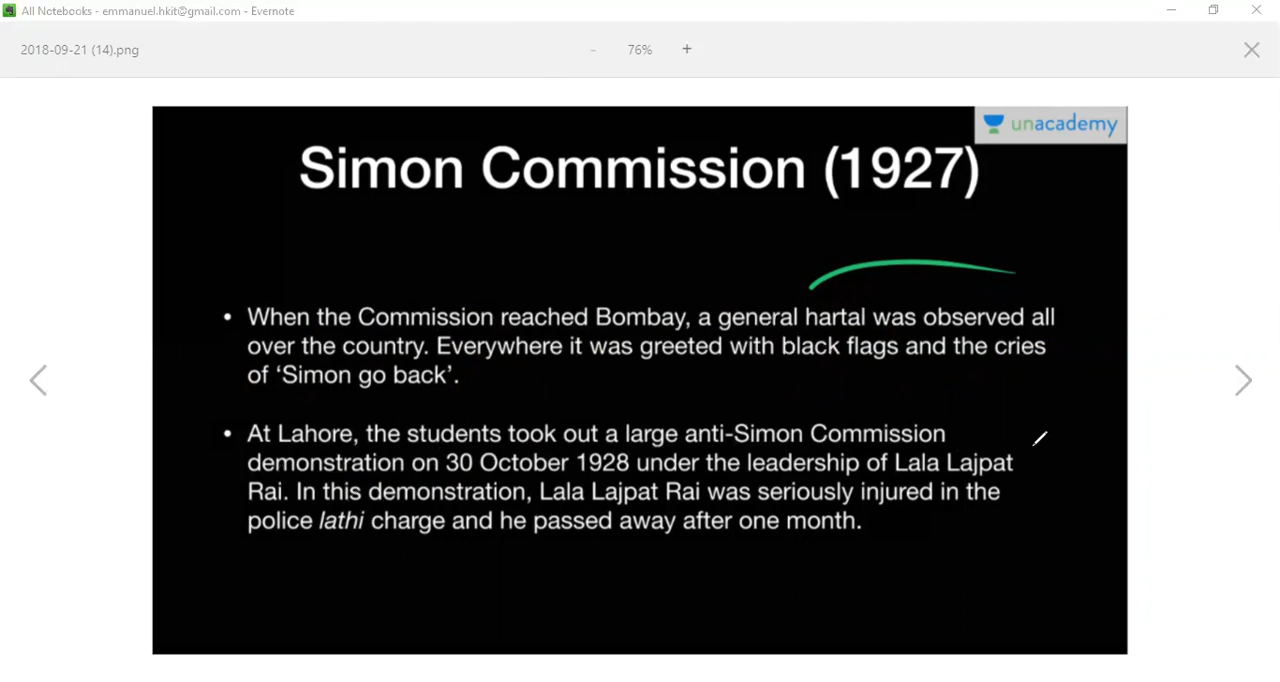 All Notebooks - emmanuel.hkit@gmail.com - Evernote
2018-09-21 (14).png
- 76% +
unacademy
Simon Commission (1927)
• When the Commission reached Bombay, a general hartal was observed all
over the country. Everywhere it was greeted with black flags and the cries
of ‘Simon go back’.
• At Lahore, the students took out a large anti-Simon Commission
demonstration on 30 October 1928 under the leadership of Lala Lajpat
Rai. In this demonstration, Lala Lajpat Rai was seriously injured in the
police lathi charge and he passed away after one month.